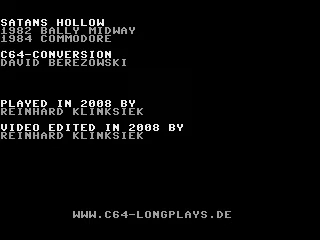 SATANS HOLLOW
1982 BALLY MIDWAY
1984 COMMODORE
C64-CONVERSION
DAVID BEREZOWSKI
PLAYED IN 2008 BY
REINHARD KLINKSIEK
VIDEO EDITED IN 2008 BY
REINHARD KLINKSIEK
WWW.C64-LONGPLAYS.DE